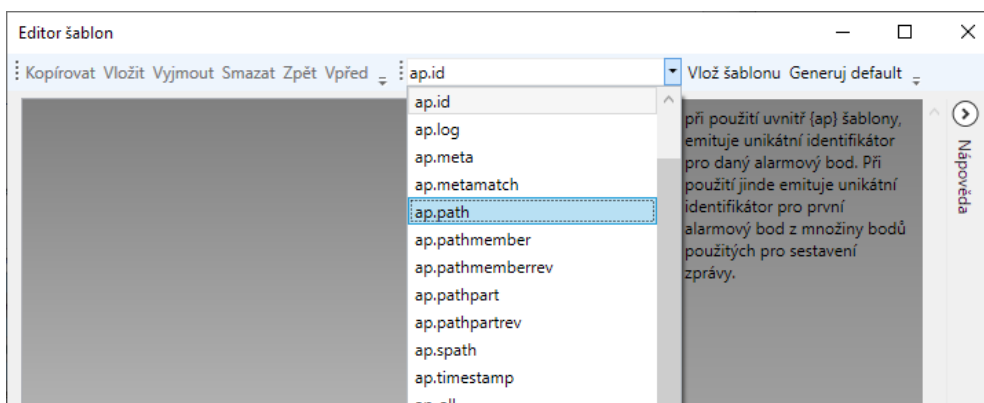 Editor šablon
Kopírovat Vložit Vyjmout Smazat Zpět Vpřed ap.id Vlož šablonu Generuj default
ap.id
ap.log
ap.meta
ap.metamatch
ap.path
ap.pathmember
ap.pathmemberrev
ap.pathpart
ap.pathpartrev
ap.spath
ap.timestamp
při použití uvnitř {ap} šablony,
emituje unikátní identifikátor
pro daný alarmový bod. Při
použití jinde emituje unikátní
identifikátor pro první
alarmový bod z množiny bodů
použitých pro sestavení
zprávy.
Nápověda